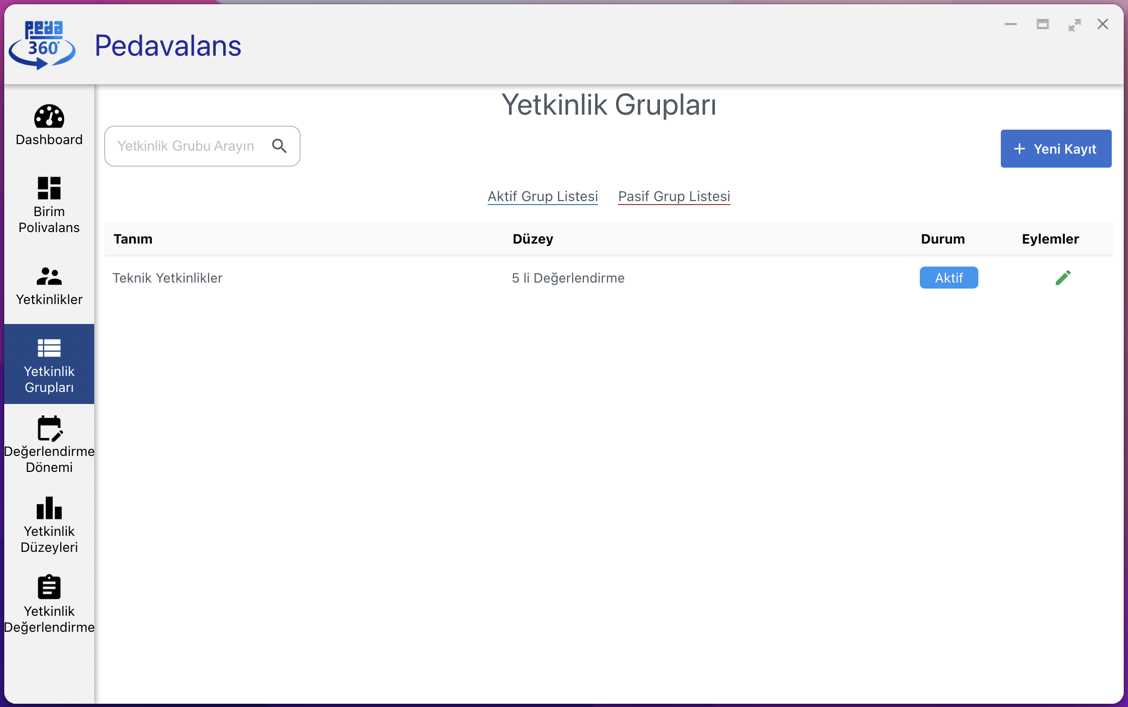 peda
360°
Pedavalans
Yetkinlik Grupları
Yetkinlik Grubu Arayın
+ Yeni Kayıt
Aktif Grup Listesi Pasif Grup Listesi
Tanım Düzey Durum Eylemler
Teknik Yetkinlikler 5 li Değerlendirme Aktif
Dashboard
Birim
Polivalans
Yetkinlikler
Yetkinlik
Grupları
Değerlendirme
Dönemi
Yetkinlik
Düzeyleri
Yetkinlik
Değerlendirme